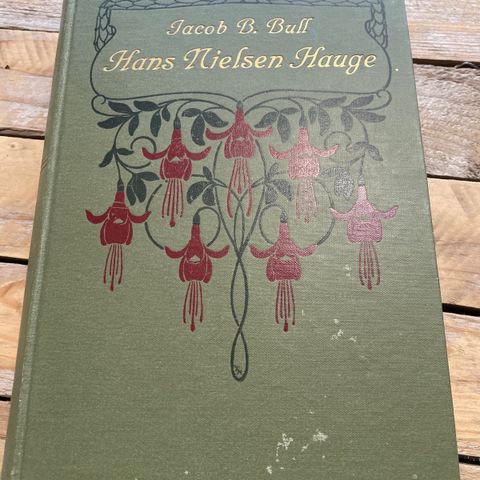 Jacob B. Bull
Hans Nielsen Hauge